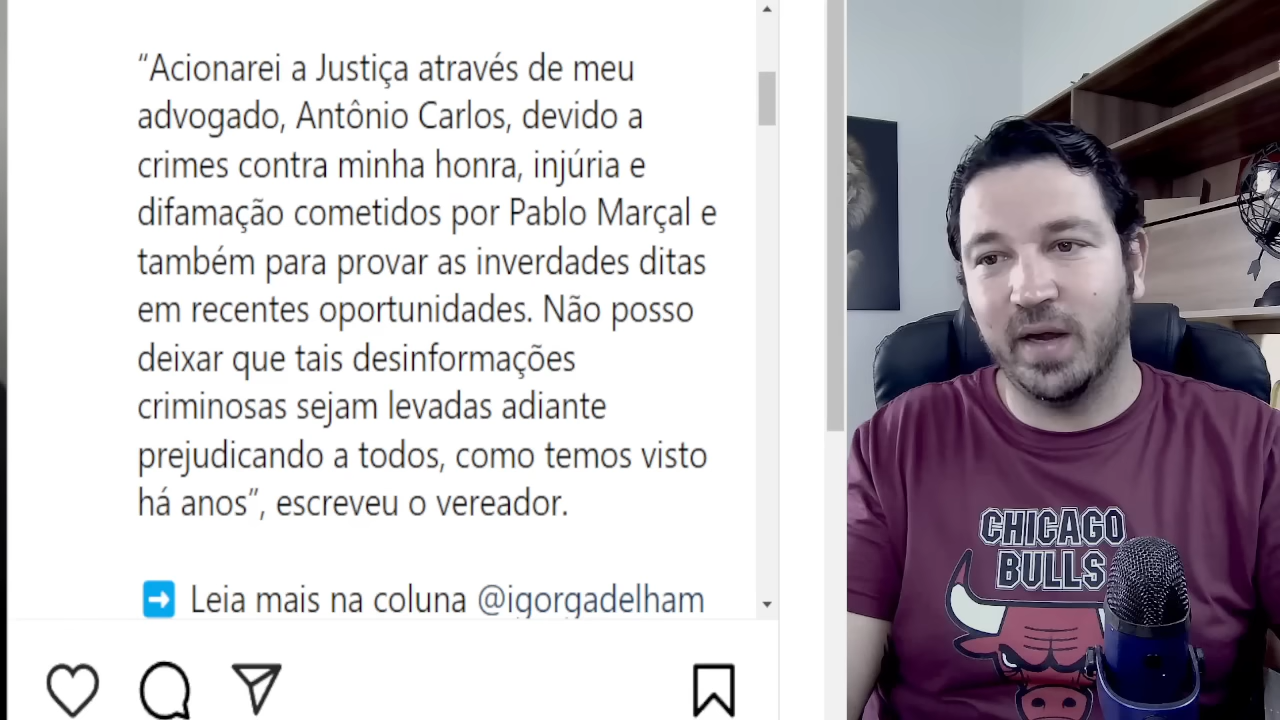 “Acionarei a Justiça através de meu
advogado, Antônio Carlos, devido a
crimes contra minha honra, injúria e
difamação cometidos por Pablo Marçal e
também para provar as inverdades ditas
em recentes oportunidades. Não posso
deixar que tais desinformações
criminosas sejam levadas adiante
prejudicando a todos, como temos visto
há anos”, escreveu o vereador.
➡ Leia mais na coluna @igorgadelham
CHICAGO
BULLS